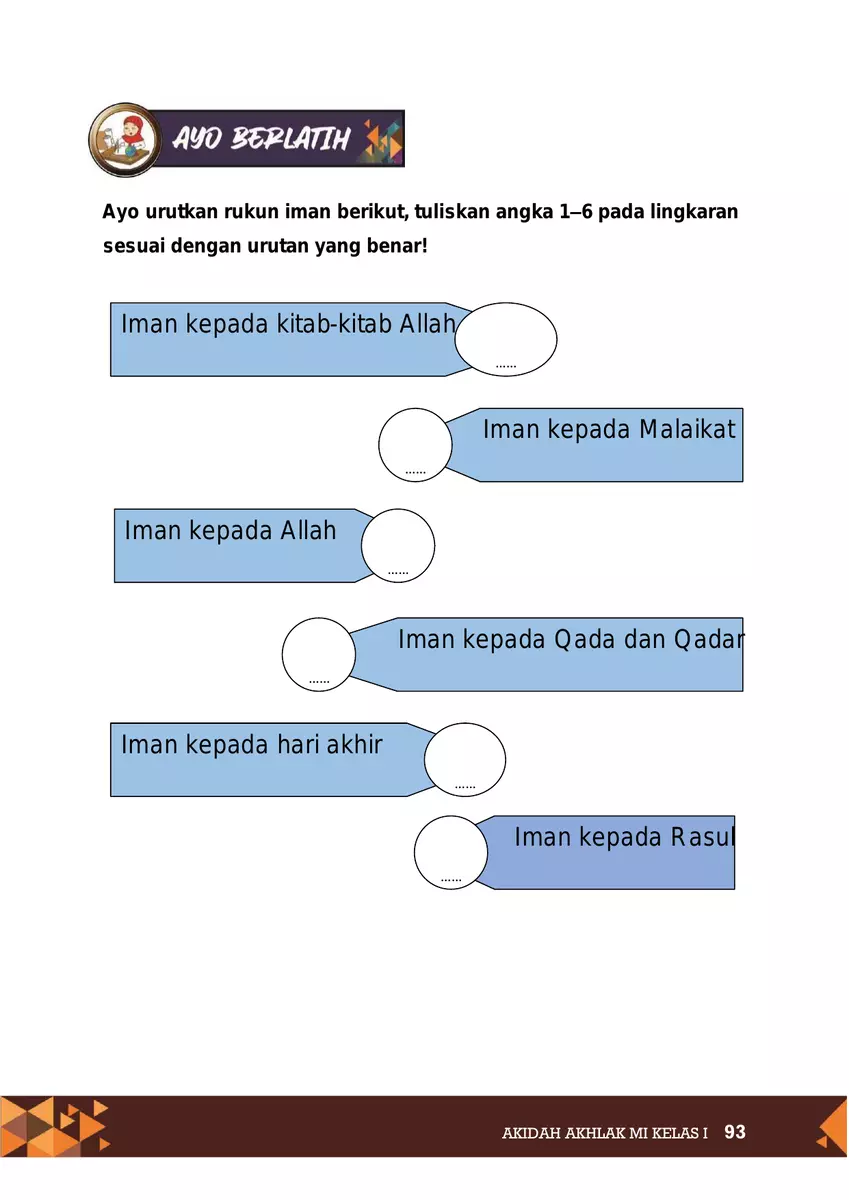 AYO BERLATIH
Ayo urutkan rukun iman berikut, tuliskan angka 1–6 pada lingkaran
sesuai dengan urutan yang benar!
Iman kepada kitab-kitab Allah
......
Iman kepada Malaikat
......
Iman kepada Allah
......
Iman kepada Qada dan Qadar
......
Iman kepada hari akhir
......
Iman kepada Rasul
......
AKIDAH AKHLAK MI KELAS I 93